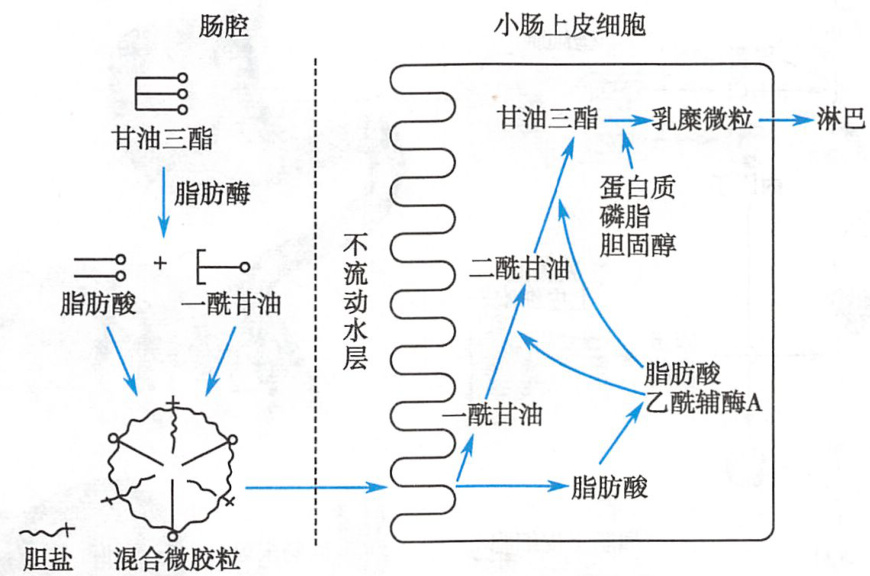 肠腔
小肠上皮细胞
甘油三酯
脂肪酶
脂肪酸
+
一酰甘油
胆盐
混合微胶粒
不流动水层
甘油三酯
乳糜微粒
淋巴
蛋白质
磷脂
胆固醇
二酰甘油
一酰甘油
脂肪酸
乙酰辅酶A
脂肪酸